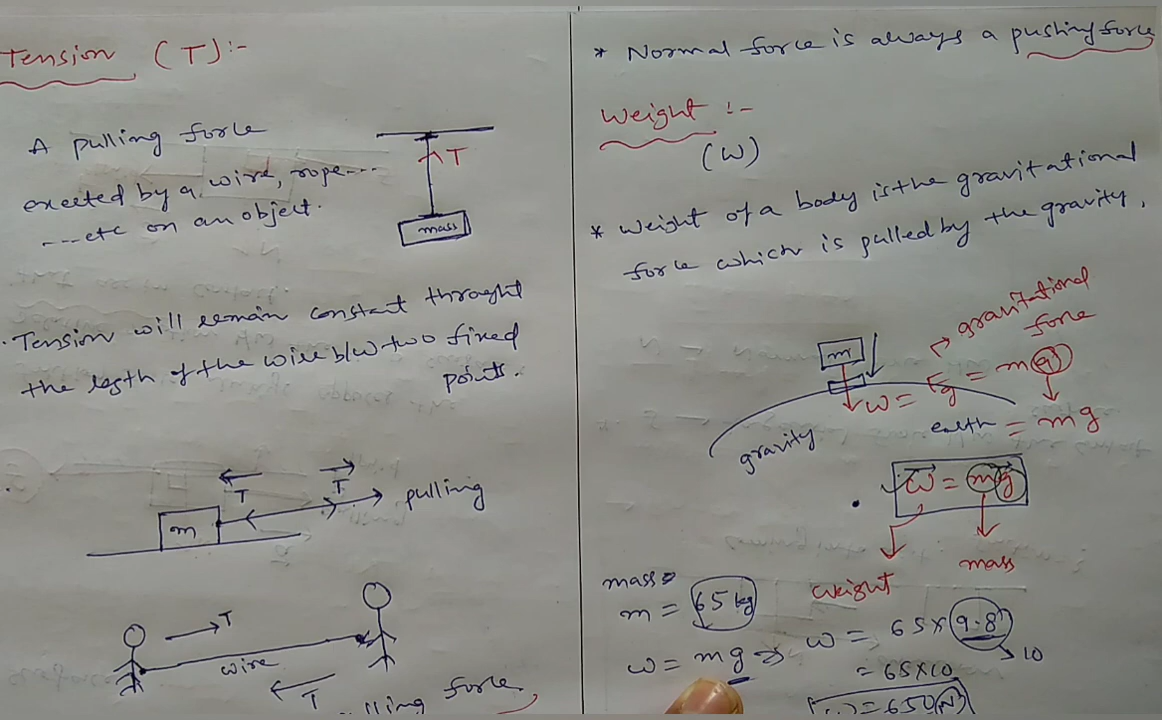 Tension (T):-
A pulling force
exerted by a wire, rope---
---etc on an object.
T
mass
. Tension will remain constant throught
the legth of the wire b/w two fixed
points.
T
T
pulling
m
T
wire
T
lling force,
* Normal force is always a pushing force
Weight :-
(W)
* Weight of a body is the gravitational
force which is pulled by the gravity.
gravitational
force
m
w = Fg = m(a)
earth = mg
gravity
w = mg
weight
mass
mass
m = 65 kg
w = mg ⇒ w = 65×9.8
10
= 65×10
= 650(N)